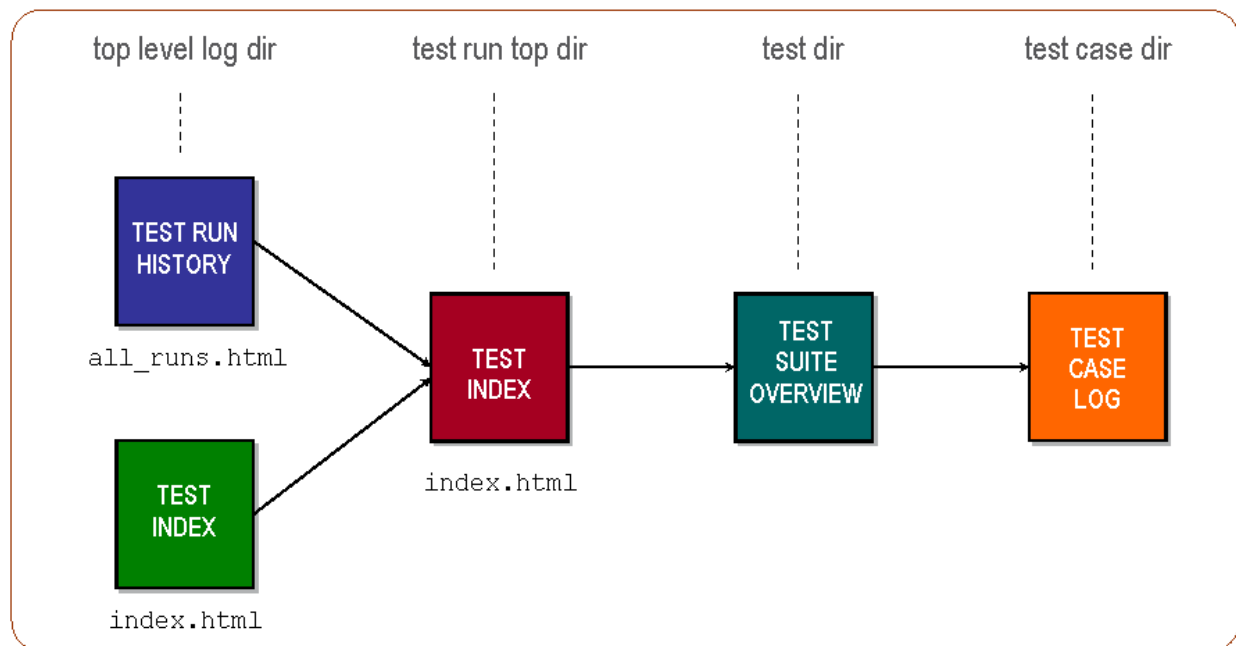 top level log dir
test run top dir
test dir
test case dir
TEST RUN
HISTORY
all_runs.html
TEST
INDEX
index.html
TEST
INDEX
index.html
TEST
SUITE
OVERVIEW
TEST
CASE
LOG